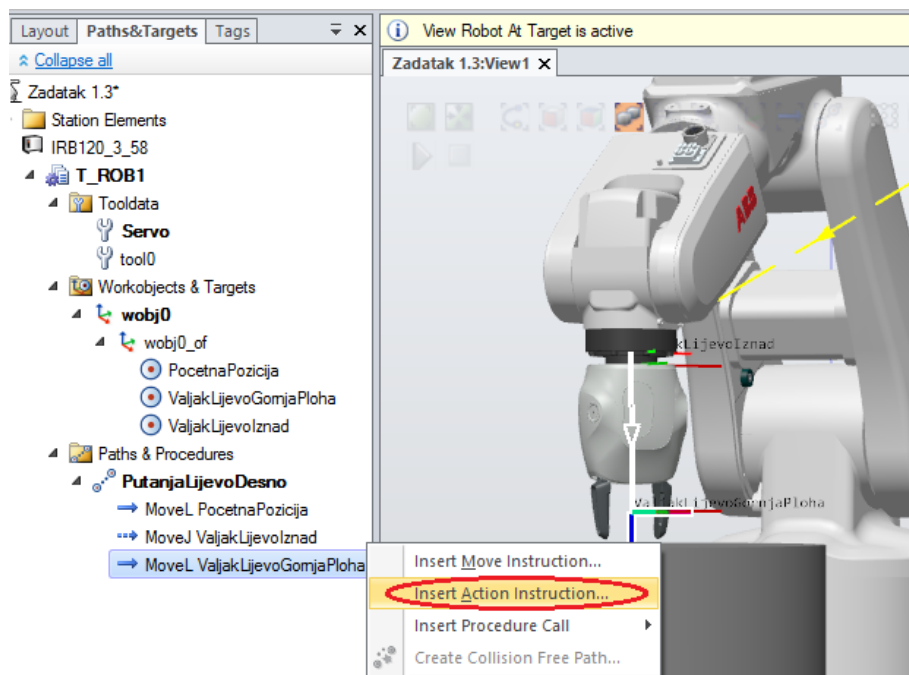 Layout Paths&Targets Tags
Collapse all
Zadatak 1.3*
Station Elements
IRB120_3_58
T_ROB1
Tooldata
Servo
tool0
Workobjects & Targets
wobj0
wobj0_of
PocetnaPozicija
ValjakLijevoGornjaPloha
ValjakLijevoIznad
Paths & Procedures
PutanjaLijevoDesno
MoveL PocetnaPozicija
MoveJ ValjakLijevoIznad
MoveL ValjakLijevoGornjaPloha
View Robot At Target is active
Zadatak 1.3:View1
ABB
kLijevoIznad
ValjakLijevoGornjaPloha
Insert Move Instruction...
Insert Action Instruction...
Insert Procedure Call
Create Collision Free Path...